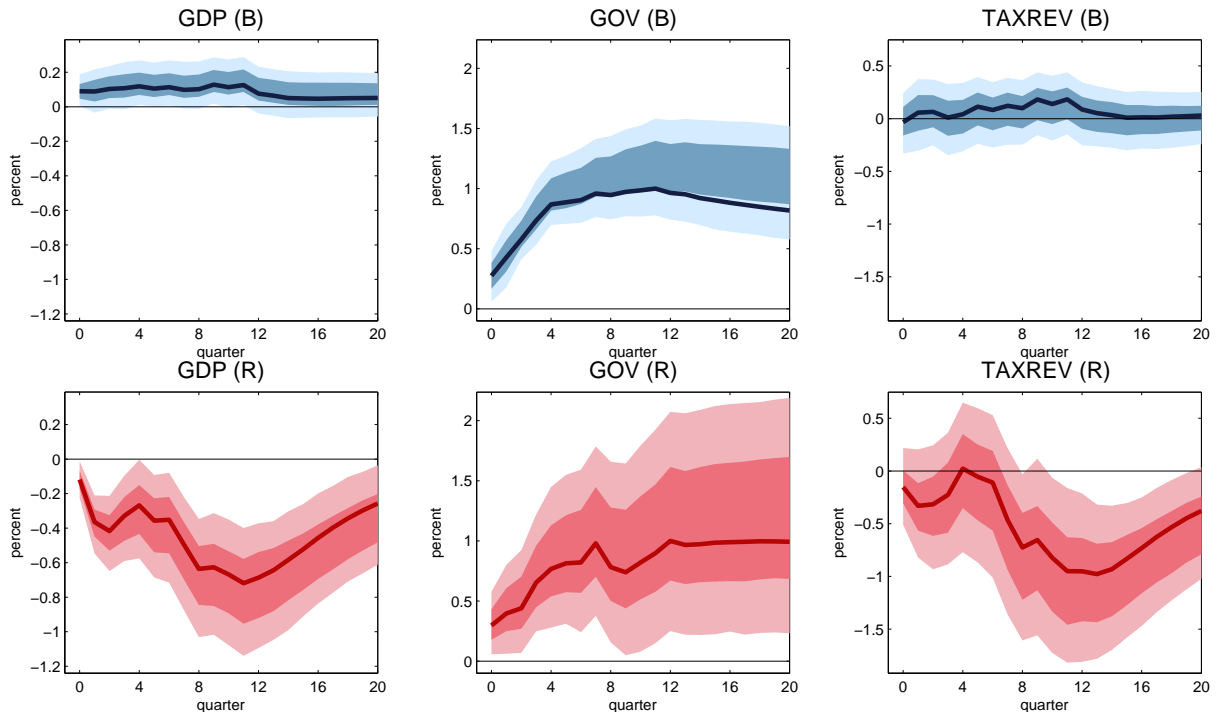 GDP (B)
percent
0.2
0
−0.2
−0.4
−0.6
−0.8
−1
−1.2
0 4 8 12 16 20
quarter
GOV (B)
percent
2
1.5
1
0.5
0
0 4 8 12 16 20
quarter
TAXREV (B)
percent
0.5
0
−0.5
−1
−1.5
0 4 8 12 16 20
quarter
GDP (R)
percent
0.2
0
−0.2
−0.4
−0.6
−0.8
−1
−1.2
0 4 8 12 16 20
quarter
GOV (R)
percent
2
1.5
1
0.5
0
0 4 8 12 16 20
quarter
TAXREV (R)
percent
0.5
0
−0.5
−1
−1.5
0 4 8 12 16 20
quarter